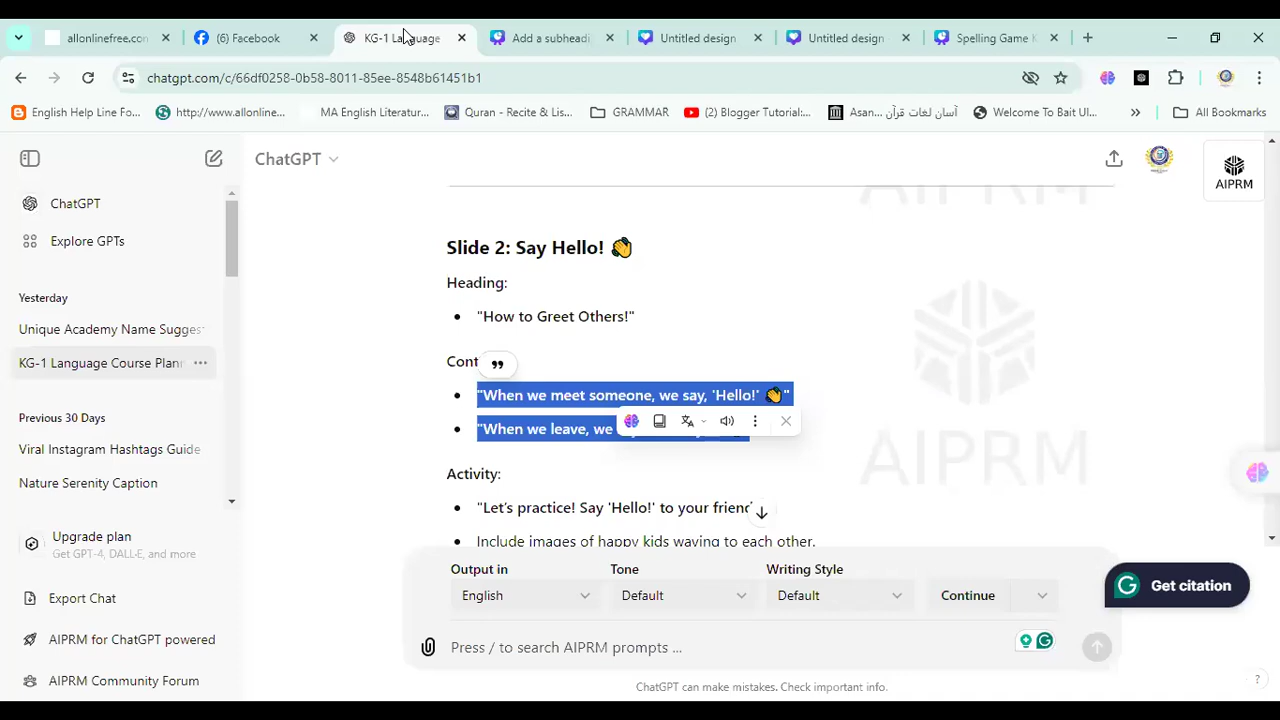 allonlinefree.con
(6) Facebook
KG-1 Language
Add a subheadi
Untitled design
Untitled design
Spelling Game K
chatgpt.com/c/66df0258-0b58-8011-85ee-8548b61451b1
English Help Line Fo...
http://www.allonline...
MA English Literatur...
Quran - Recite & Lis...
GRAMMAR
(2) Blogger Tutorial:...
Asan... آسان لغات قرآن
Welcome To Bait Ul...
All Bookmarks
ChatGPT
AIPRM
ChatGPT
Explore GPTs
Yesterday
Unique Academy Name Sugges
KG-1 Language Course Plann
Previous 30 Days
Viral Instagram Hashtags Guide
Nature Serenity Caption
Upgrade plan
Get GPT-4, DALL·E, and more
Export Chat
AIPRM for ChatGPT powered
AIPRM Community Forum
AIPRM
Slide 2: Say Hello! 👋
Heading:
"How to Greet Others!"
Cont
"When we meet someone, we say, 'Hello!' 👋"
"When we leave, we
Activity:
"Let's practice! Say 'Hello!' to your friend
Include images of happy kids waving to each other.
AIPRM
Output in
Tone
Writing Style
English
Default
Default
Continue
Get citation
Press / to search AIPRM prompts ...
ChatGPT can make mistakes. Check important info.
?